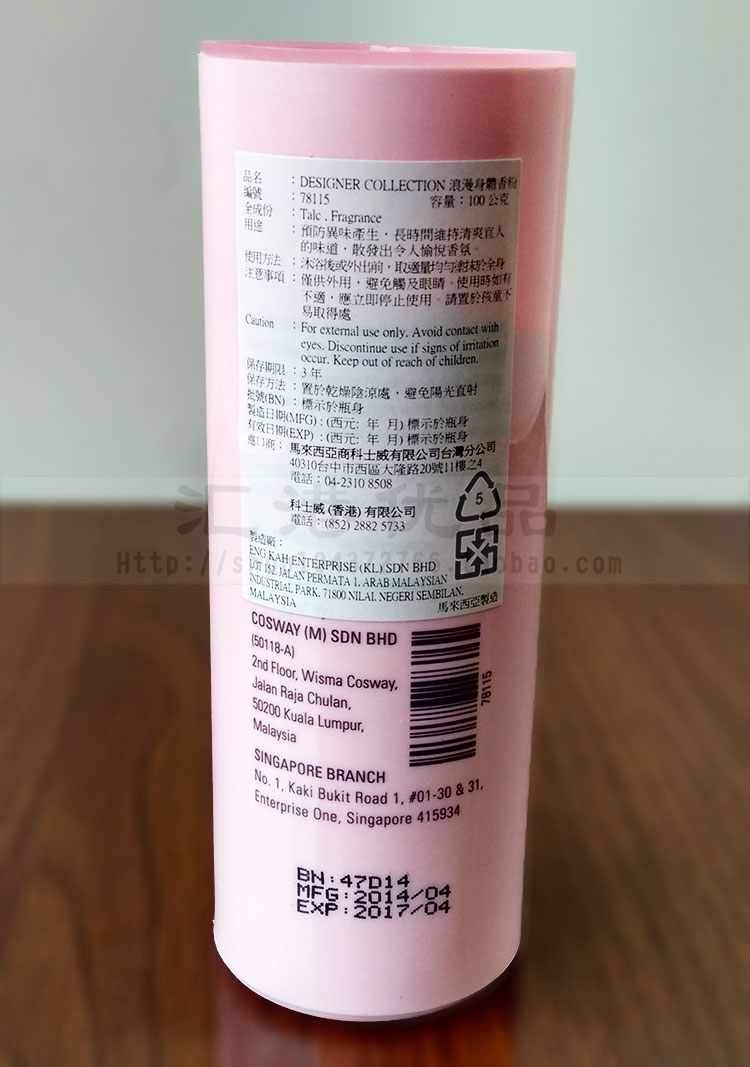 品名 : DESIGNER COLLECTION 浪漫身體香粉
編號 : 78115 容量：100公克
全成份 : Talc , Fragrance
用途 : 預防異味產生，長時間維持清爽宜人
的味道，散發出令人愉悅香氛。
使用方法 : 沐浴後或外出前，取適量均勻塗抹於全身
注意事項 : 僅供外用，避免觸及眼睛。使用時如有
不適，應立即停止使用。請置於孩童不
易取得處
Caution : For external use only. Avoid contact with
eyes. Discontinue use if signs of irritation
occur. Keep out of reach of children.
保存期限 : 3 年
保存方法 : 置於乾燥陰涼處，避免陽光直射
批號(BN) : 標示於瓶身
製造日期(MFG) : (西元: 年 月) 標示於瓶身
有效日期(EXP) : (西元: 年 月) 標示於瓶身
進口商： 馬來西亞商科士威有限公司台灣分公司
40310台中市西區大隆路20號11樓之4
電話：04-2310 8508
科士威 (香港) 有限公司
電話：(852) 2882 5733
5
製造廠：
ENG KAH ENTERPRISE (KL) SDN BHD
LOT 152, JALAN PERMATA 1, ARAB MALAYSIAN
INDUSTRIAL PARK, 71800 NILAI, NEGERI SEMBILAN,
MALAYSIA 馬來西亞製造
汇港优品
COSWAY (M) SDN BHD
(50118-A)
2nd Floor, Wisma Cosway,
Jalan Raja Chulan,
50200 Kuala Lumpur,
Malaysia
78115
SINGAPORE BRANCH
No. 1, Kaki Bukit Road 1, #01-30 & 31,
Enterprise One, Singapore 415934
BN:47D14
MFG:2014/04
EXP:2017/04